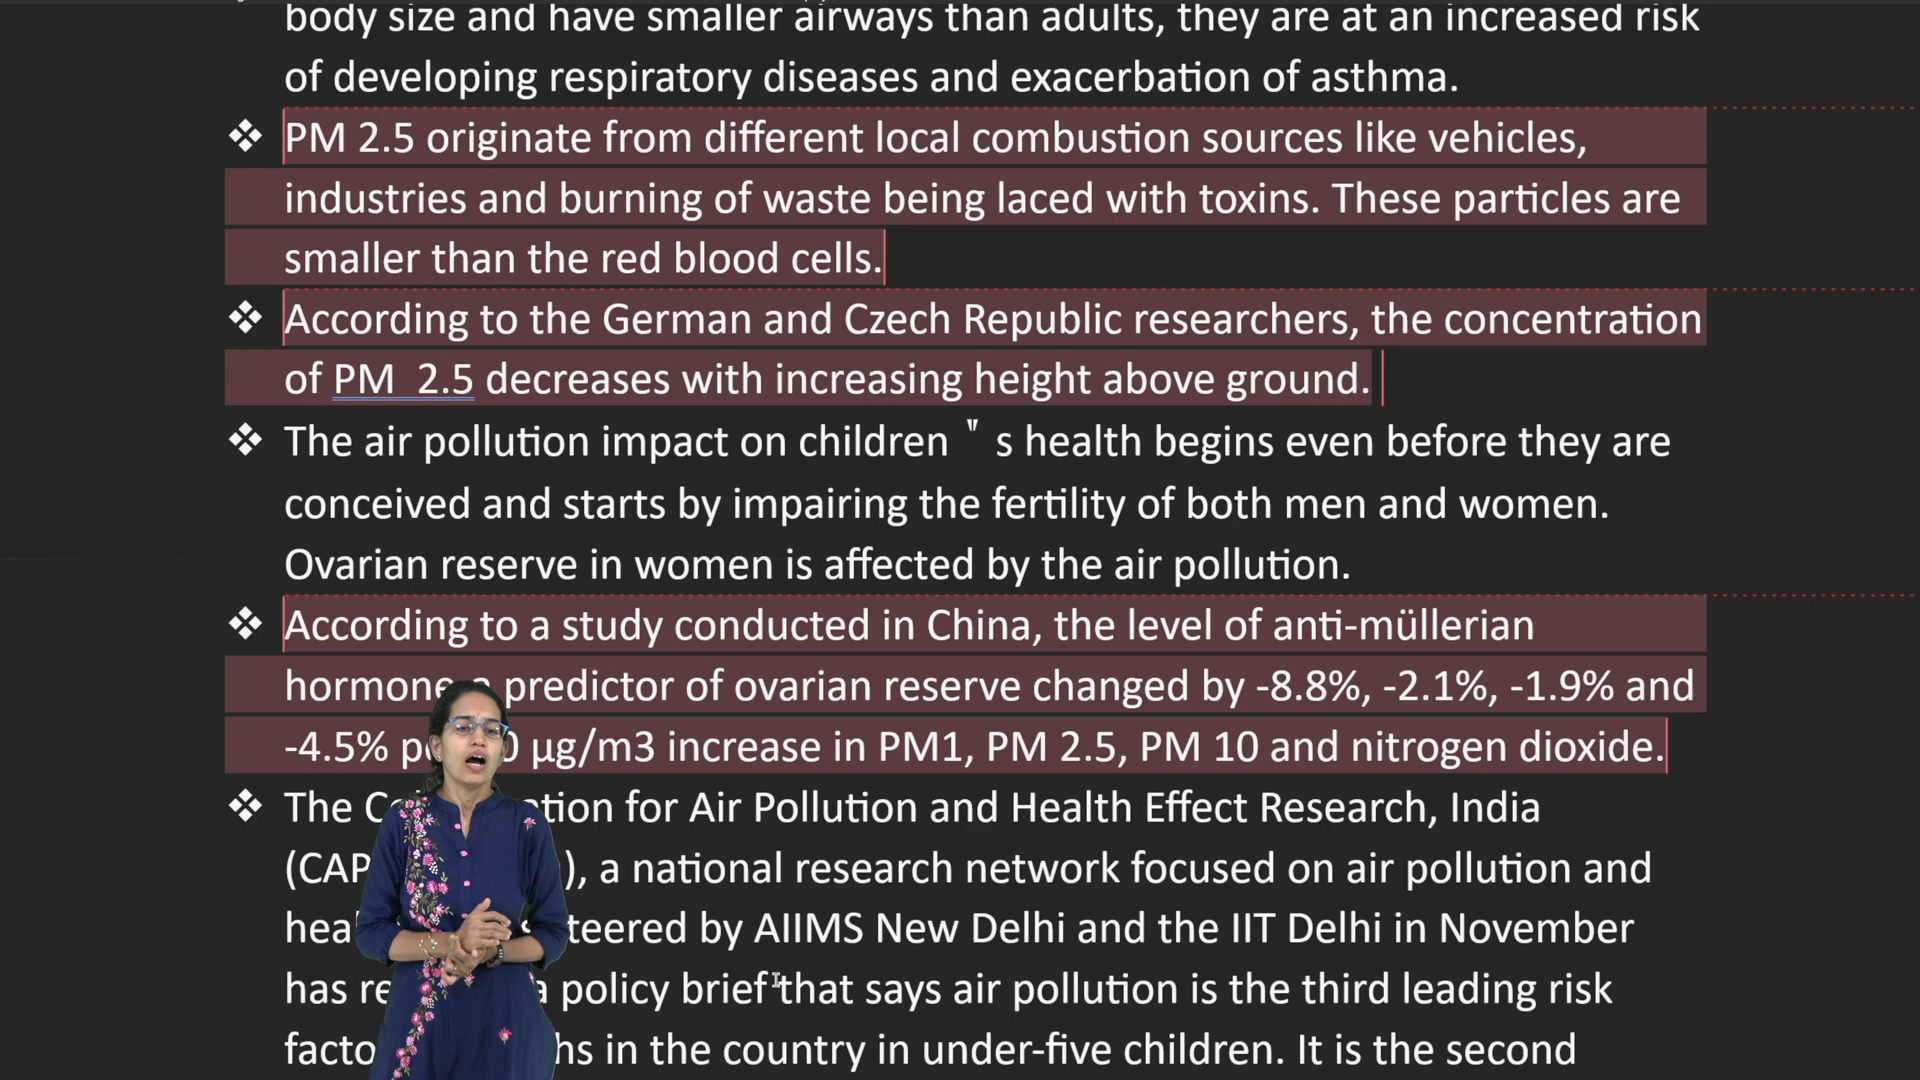 body size and have smaller airways than adults, they are at an increased risk
of developing respiratory diseases and exacerbation of asthma.
❖ PM 2.5 originate from different local combustion sources like vehicles,
industries and burning of waste being laced with toxins. These particles are
smaller than the red blood cells.
❖ According to the German and Czech Republic researchers, the concentration
of PM  2.5 decreases with increasing height above ground.
❖ The air pollution impact on children " s health begins even before they are
conceived and starts by impairing the fertility of both men and women.
Ovarian reserve in women is affected by the air pollution.
❖ According to a study conducted in China, the level of anti-müllerian
hormone predictor of ovarian reserve changed by -8.8%, -2.1%, -1.9% and
-4.5% µg/m3 increase in PM1, PM 2.5, PM 10 and nitrogen dioxide.
❖ The for Air Pollution and Health Effect Research, India
a national research network focused on air pollution and
by AIIMS New Delhi and the IIT Delhi in November
has a policy brief that says air pollution is the third leading risk
in the country in under-five children. It is the second